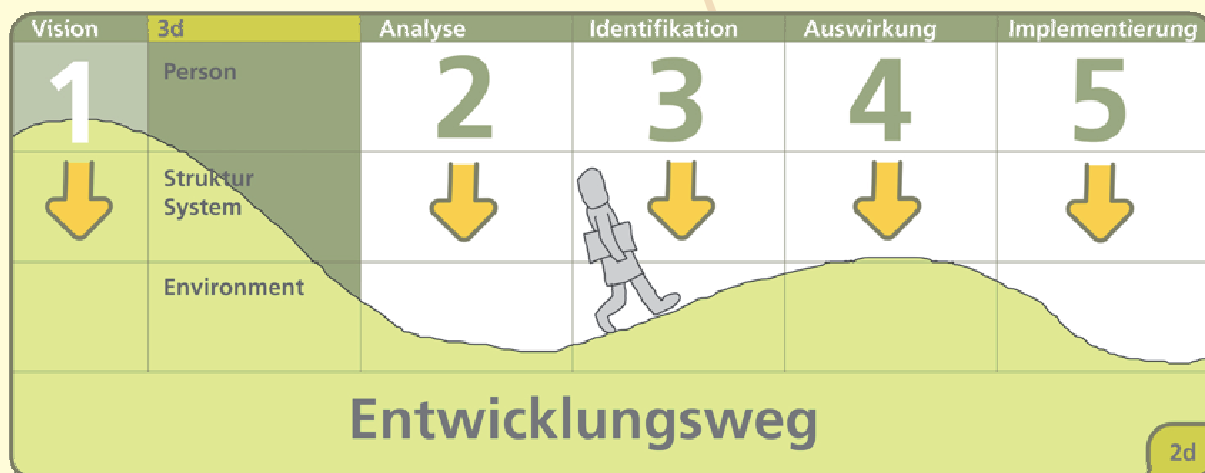 Vision 3d Analyse Identifikation Auswirkung Implementierung
1 Person 2 3 4 5
Struktur
System
Environment
Entwicklungsweg
2d